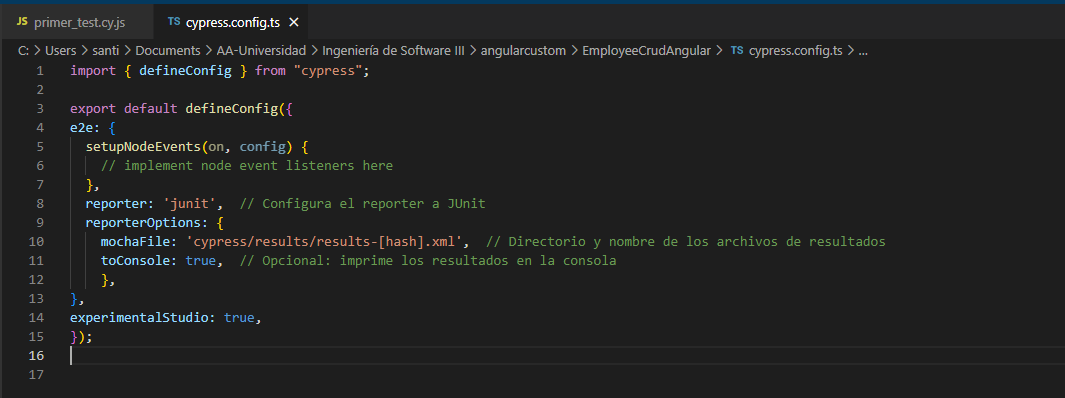 JS primer_test.cy.js TS cypress.config.ts ×
C: > Users > santi > Documents > AA-Universidad > Ingeniería de Software III > angularcustom > EmployeeCrudAngular > TS cypress.config.ts > ...
1 import { defineConfig } from "cypress";
2
3 export default defineConfig({
4 e2e: {
5   setupNodeEvents(on, config) {
6     // implement node event listeners here
7   },
8   reporter: 'junit',  // Configura el reporter a JUnit
9   reporterOptions: {
10     mochaFile: 'cypress/results/results-[hash].xml',  // Directorio y nombre de los archivos de resultados
11     toConsole: true,  // Opcional: imprime los resultados en la consola
12     },
13 },
14 experimentalStudio: true,
15 });
16
17